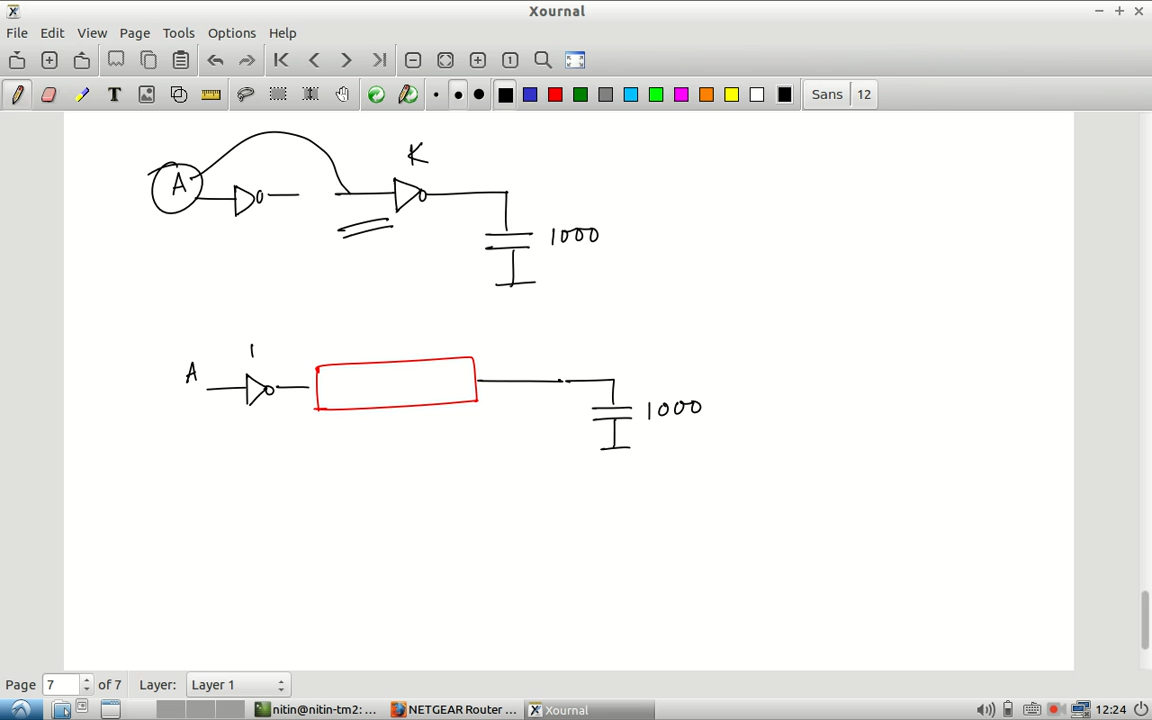 Xournal
File Edit View Page Tools Options Help
Sans 12
A K
1000
1
A
1000
Page 7 of 7 Layer: Layer 1
nitin@nitin-tm2: ... NETGEAR Router ... Xournal 12:24